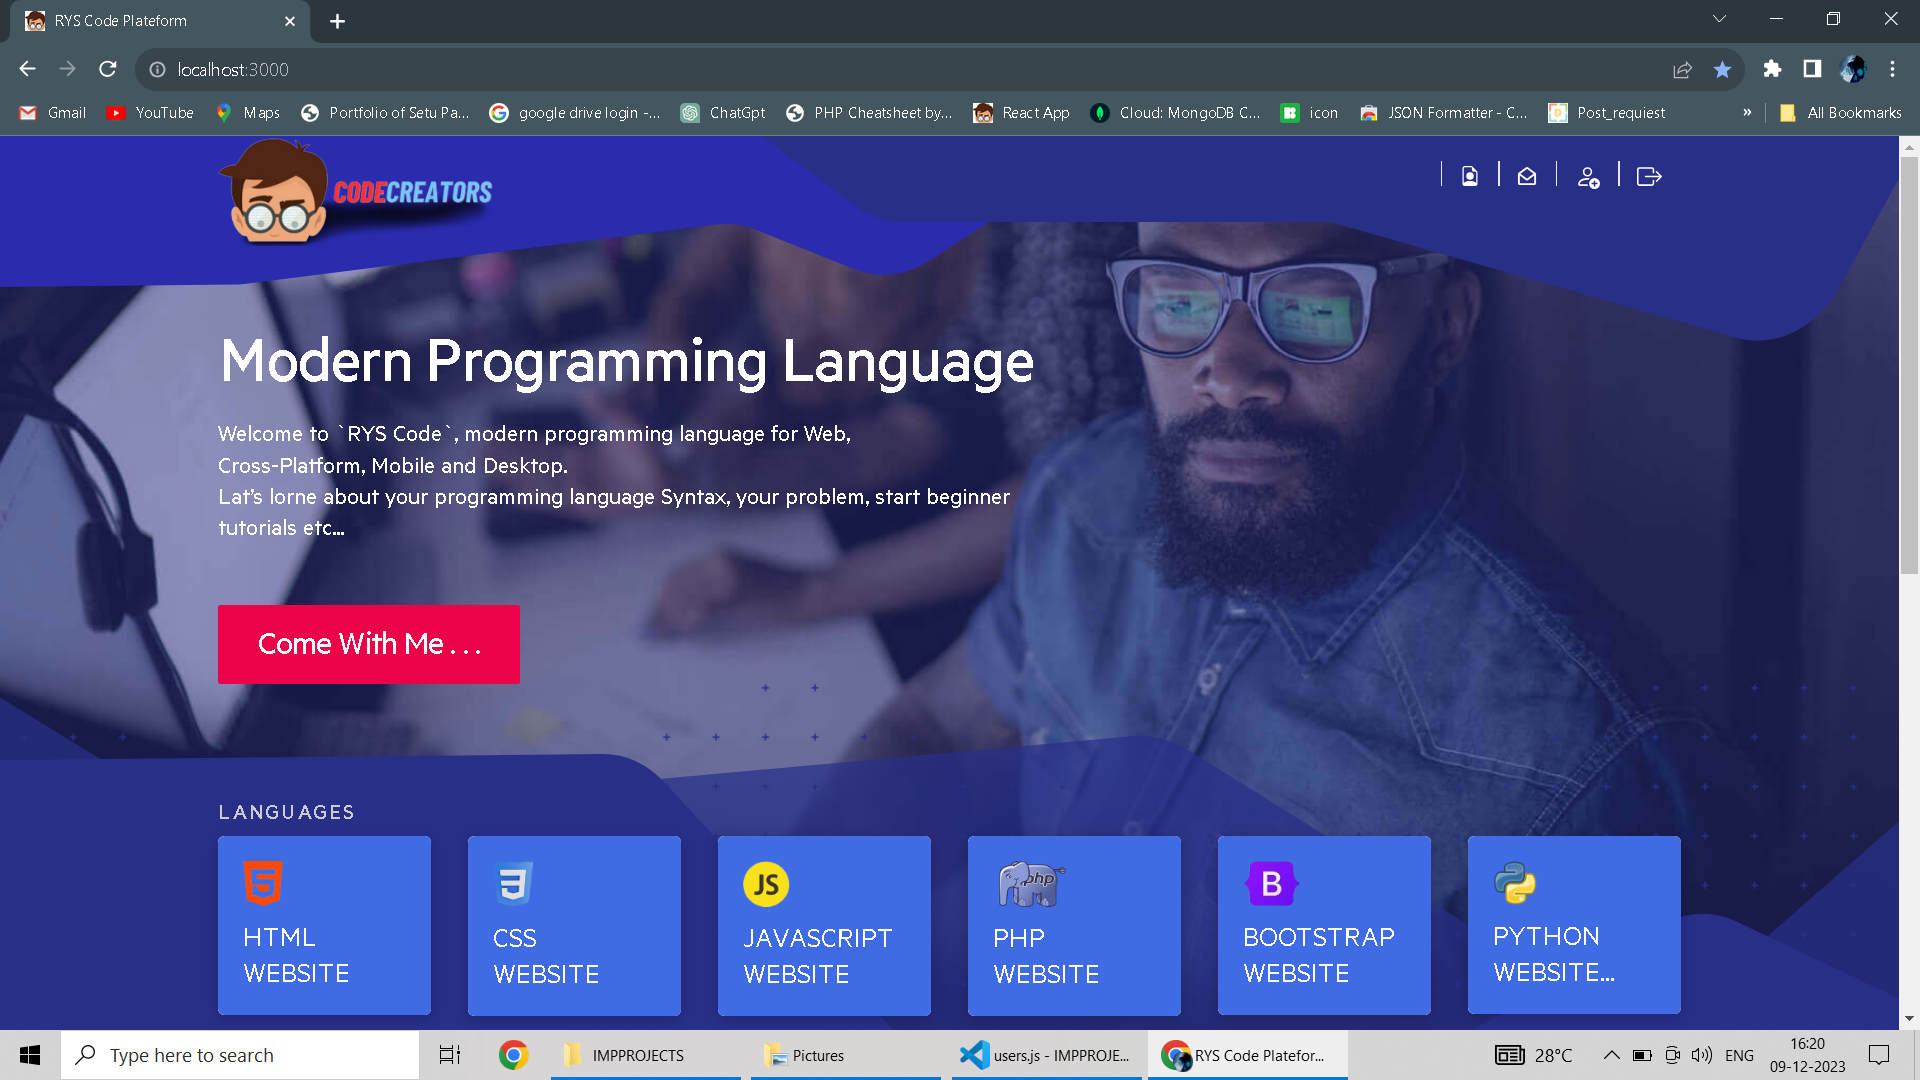 RYS Code Plateform
localhost:3000
Gmail
YouTube
Maps
Portfolio of Setu Pa...
google drive login -...
ChatGpt
PHP Cheatsheet by...
React App
Cloud: MongoDB C...
icon
JSON Formatter - C...
Post_requiest
»
All Bookmarks
CODECREATORS
Modern Programming Language
Welcome to `RYS Code`, modern programming language for Web,
Cross-Platform, Mobile and Desktop.
Lat's lorne about your programming language Syntax, your problem, start beginner
tutorials etc...
Come With Me . . .
LANGUAGES
HTML
WEBSITE
CSS
WEBSITE
JS
JAVASCRIPT
WEBSITE
php
PHP
WEBSITE
B
BOOTSTRAP
WEBSITE
PYTHON
WEBSITE...
Type here to search
IMPPROJECTS
Pictures
users.js - IMPPROJE...
RYS Code Platefor...
28°C
ENG
16:20
09-12-2023